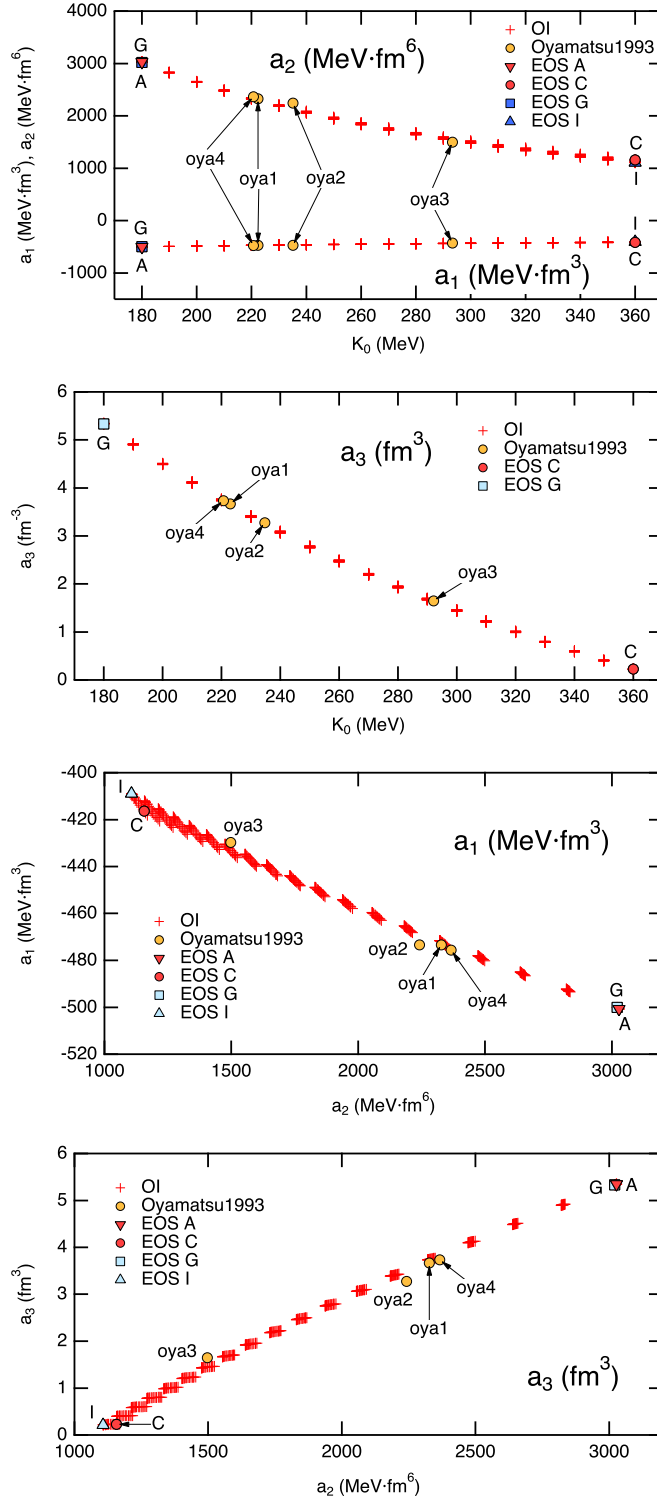 4000
3000
2000
1000
0
-1000
a₁ (MeV·fm³), a₂ (MeV·fm⁶)
G
A
a₂ (MeV·fm⁶)
OI
Oyamatsu1993
EOS A
EOS C
EOS G
EOS I
oya4
oya1
oya2
oya3
C
I
G
A
I
C
a₁ (MeV·fm³)
180 200 220 240 260 280 300 320 340 360
K₀ (MeV)
6
5
4
3
2
1
0
a₃ (fm⁻³)
G
a₃ (fm³)
OI
Oyamatsu1993
EOS C
EOS G
oya1
oya4
oya2
oya3
C
180 200 220 240 260 280 300 320 340 360
K₀ (MeV)
-400
-420
-440
-460
-480
-500
-520
a₁ (MeV·fm³)
I
C
oya3
a₁ (MeV·fm³)
OI
Oyamatsu1993
EOS A
EOS C
EOS G
EOS I
oya2
oya1
oya4
G
A
1000 1500 2000 2500 3000
a₂ (MeV·fm⁶)
6
5
4
3
2
1
0
a₃ (fm³)
OI
Oyamatsu1993
EOS A
EOS C
EOS G
EOS I
G A
oya2
oya4
oya1
oya3
a₃ (fm³)
I
C
1000 1500 2000 2500 3000
a₂ (MeV·fm⁶)